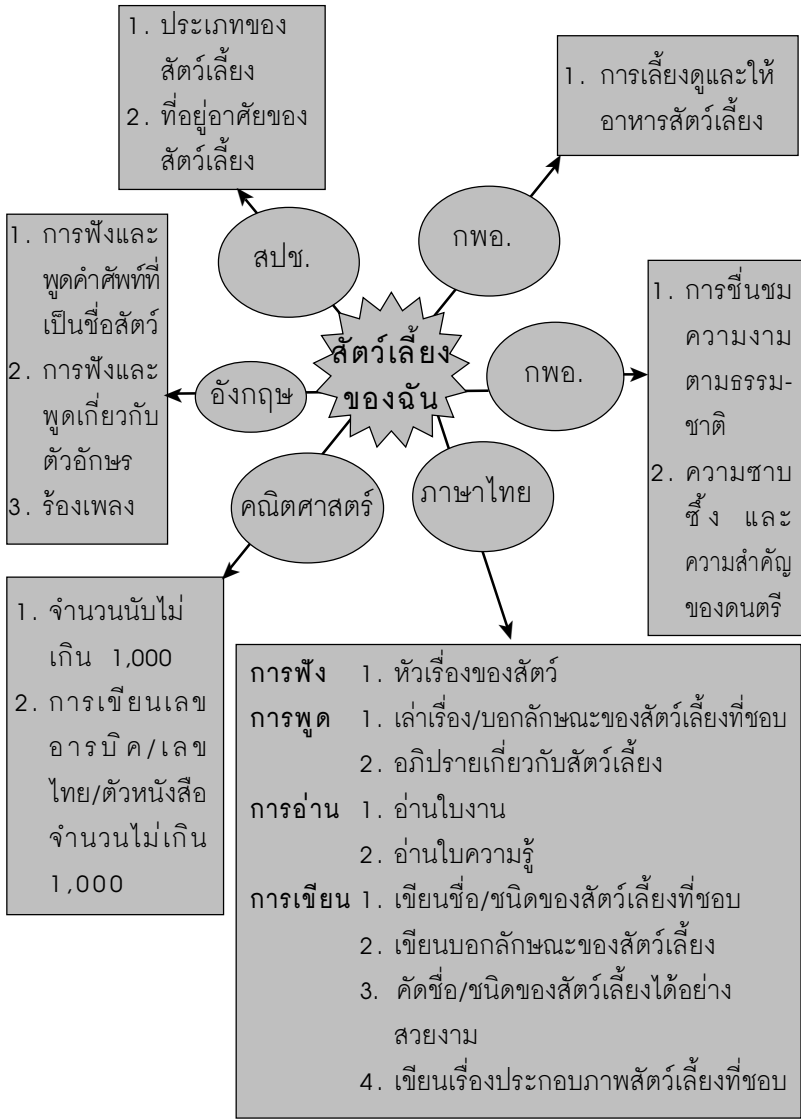 1. ประเภทของ
สัตว์เลี้ยง
2. ที่อยู่อาศัยของ
สัตว์เลี้ยง
1. การเลี้ยงดูและให้
อาหารสัตว์เลี้ยง
สปช.
กพอ.
1. การฟังและ
พูดคำศัพท์ที่
เป็นชื่อสัตว์
2. การฟังและ
พูดเกี่ยวกับ
ตัวอักษร
3. ร้องเพลง
อังกฤษ
สัตว์เลี้ยง
ของฉัน
กพอ.
1. การชื่นชม
ความงาม
ตามธรรม-
ชาติ
2. ความซาบ
ซึ้ง และ
ความสำคัญ
ของดนตรี
คณิตศาสตร์
ภาษาไทย
1. จำนวนนับไม่
เกิน 1,000
2. การเขียนเลข
อารบิค/เลข
ไทย/ตัวหนังสือ
จำนวนไม่เกิน
1,000
การฟัง 1. หัวเรื่องของสัตว์
การพูด 1. เล่าเรื่อง/บอกลักษณะของสัตว์เลี้ยงที่ชอบ
2. อภิปรายเกี่ยวกับสัตว์เลี้ยง
การอ่าน 1. อ่านใบงาน
2. อ่านใบความรู้
การเขียน 1. เขียนชื่อ/ชนิดของสัตว์เลี้ยงที่ชอบ
2. เขียนบอกลักษณะของสัตว์เลี้ยง
3. คัดชื่อ/ชนิดของสัตว์เลี้ยงได้อย่าง
สวยงาม
4. เขียนเรื่องประกอบภาพสัตว์เลี้ยงที่ชอบ